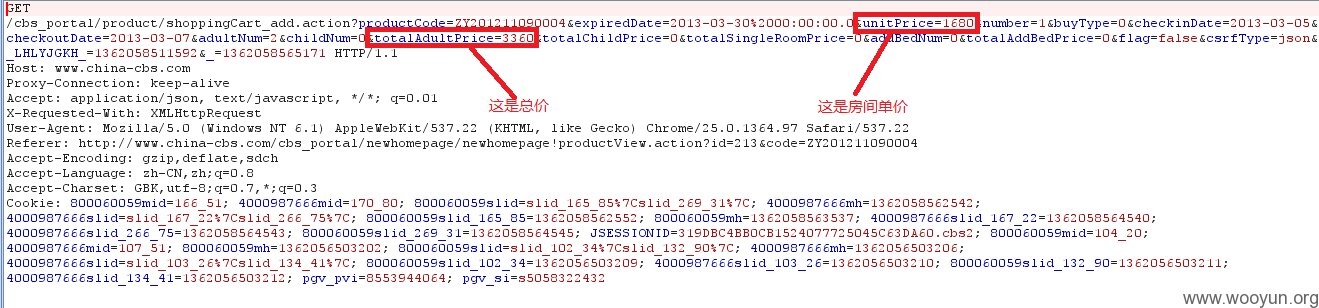 GET
/cbs_portal/product/shoppingCart_add.action?productCode=ZY201211090004&expiredDate=2013-03-30%2000:00:00.0&unitPrice=1680&number=1&buyType=0&checkinDate=2013-03-05&
checkoutDate=2013-03-07&adultNum=2&childNum=0&totalAdultPrice=3360&totalChildPrice=0&totalSingleRoomPrice=0&addBedNum=0&totalAddBedPrice=0&flag=false&csrfType=json&
_LHLYJGKH_=1362058511592&_=1362058565171 HTTP/1.1
Host: www.china-cbs.com
Proxy-Connection: keep-alive
Accept: application/json, text/javascript, */*; q=0.01
这是总价
这是房间单价
X-Requested-With: XMLHttpRequest
User-Agent: Mozilla/5.0 (Windows NT 6.1) AppleWebKit/537.22 (KHTML, like Gecko) Chrome/25.0.1364.97 Safari/537.22
Referer: http://www.china-cbs.com/cbs_portal/newhomepage/newhomepage!productView.action?id=213&code=ZY201211090004
Accept-Encoding: gzip,deflate,sdch
Accept-Language: zh-CN,zh;q=0.8
Accept-Charset: GBK,utf-8;q=0.7,*;q=0.3
Cookie: 800060059mid=166_51; 4000987666mid=170_80; 800060059slid=slid_165_85%7Cslid_269_31%7C; 4000987666mh=1362058562542;
4000987666slid=slid_167_22%7Cslid_266_75%7C; 800060059slid_165_85=1362058562552; 800060059mh=1362058563537; 4000987666slid_167_22=1362058564540;
4000987666slid_266_75=1362058564543; 800060059slid_269_31=1362058564545; JSESSIONID=319DBC4BB0CB1524077725045C63DA60.cbs2; 800060059mid=104_20;
4000987666mid=107_51; 800060059mh=1362056503202; 800060059slid=slid_102_34%7Cslid_132_90%7C; 4000987666mh=1362056503206;
4000987666slid=slid_103_26%7Cslid_134_41%7C; 800060059slid_102_34=1362056503209; 4000987666slid_103_26=1362056503210; 800060059slid_132_90=1362056503211;
4000987666slid_134_41=1362056503212; pgv_pvi=8553944064; pgv_si=s5058322432
www.wooyun.org